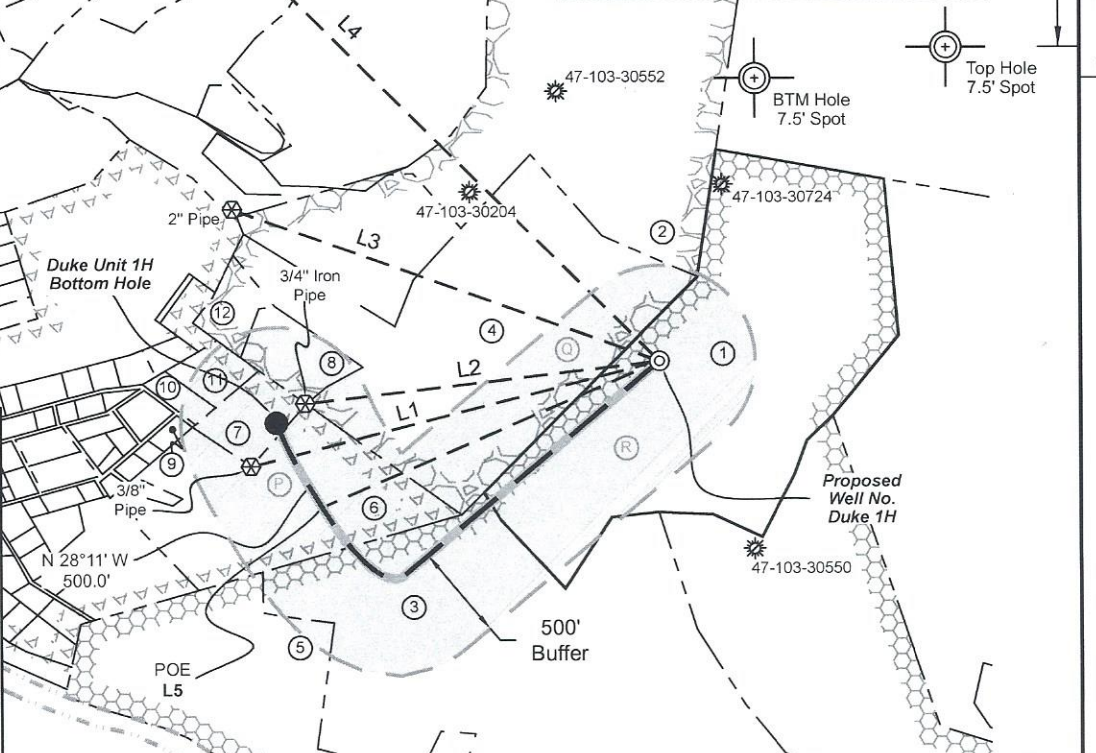 L4
47-103-30552
Top Hole
7.5' Spot
BTM Hole
7.5' Spot
47-103-30724
47-103-30204
2" Pipe
L3
2
Duke Unit 1H
Bottom Hole
3/4" Iron
Pipe
12
4
Q
1
8
L2
10
11
L1
7
R
9
P
3/8"
Pipe
6
Proposed
Well No.
Duke 1H
N 28°11' W
500.0'
47-103-30550
3
500'
Buffer
5
POE
L5